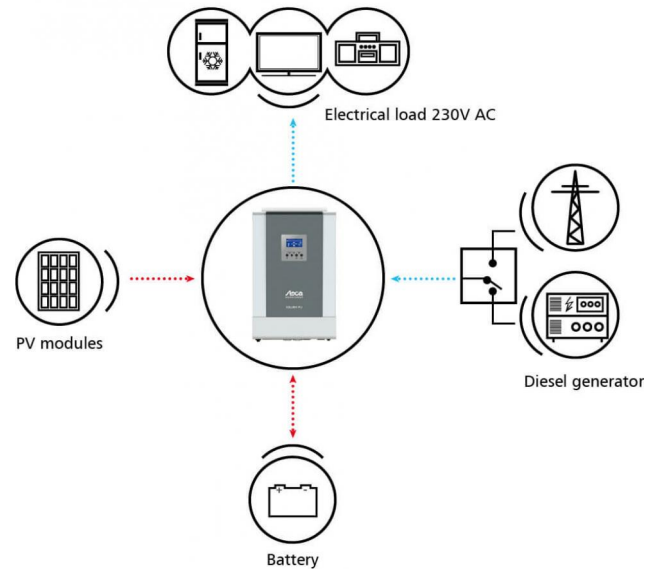 Electrical load 230V AC
Steca
PV modules
Diesel generator
Battery